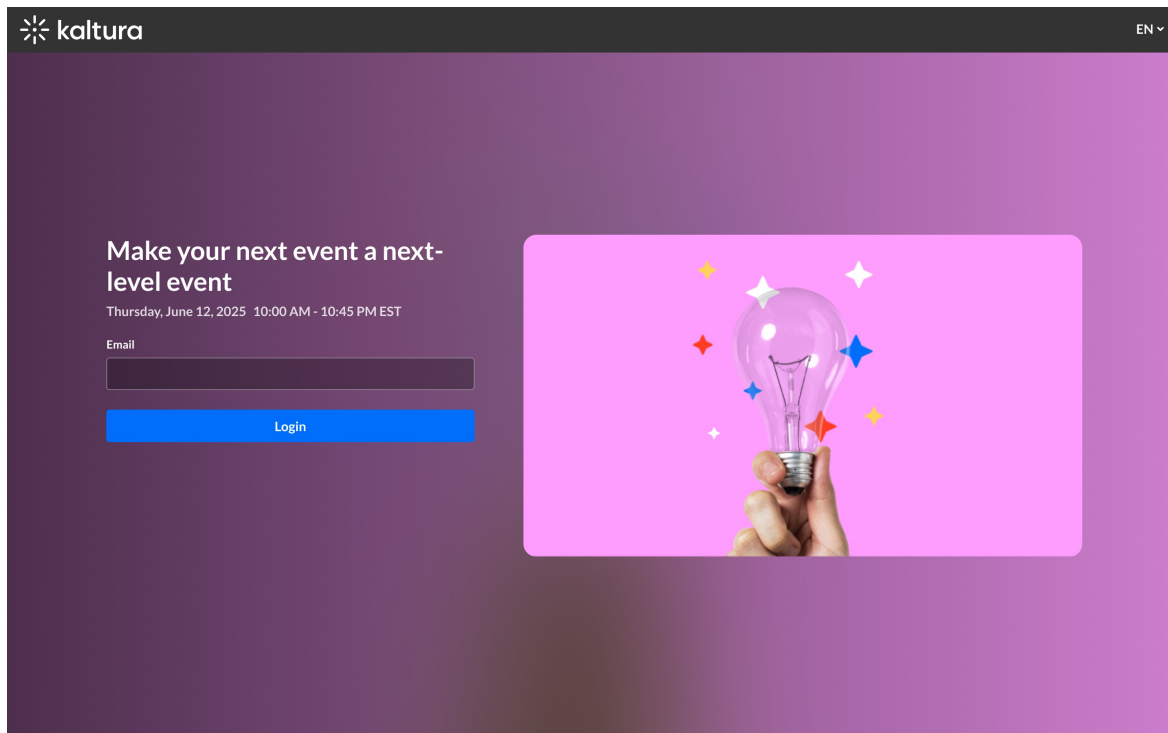 kaltura
EN
Make your next event a next-
level event
Thursday, June 12, 2025 10:00 AM - 10:45 PM EST
Email
Login